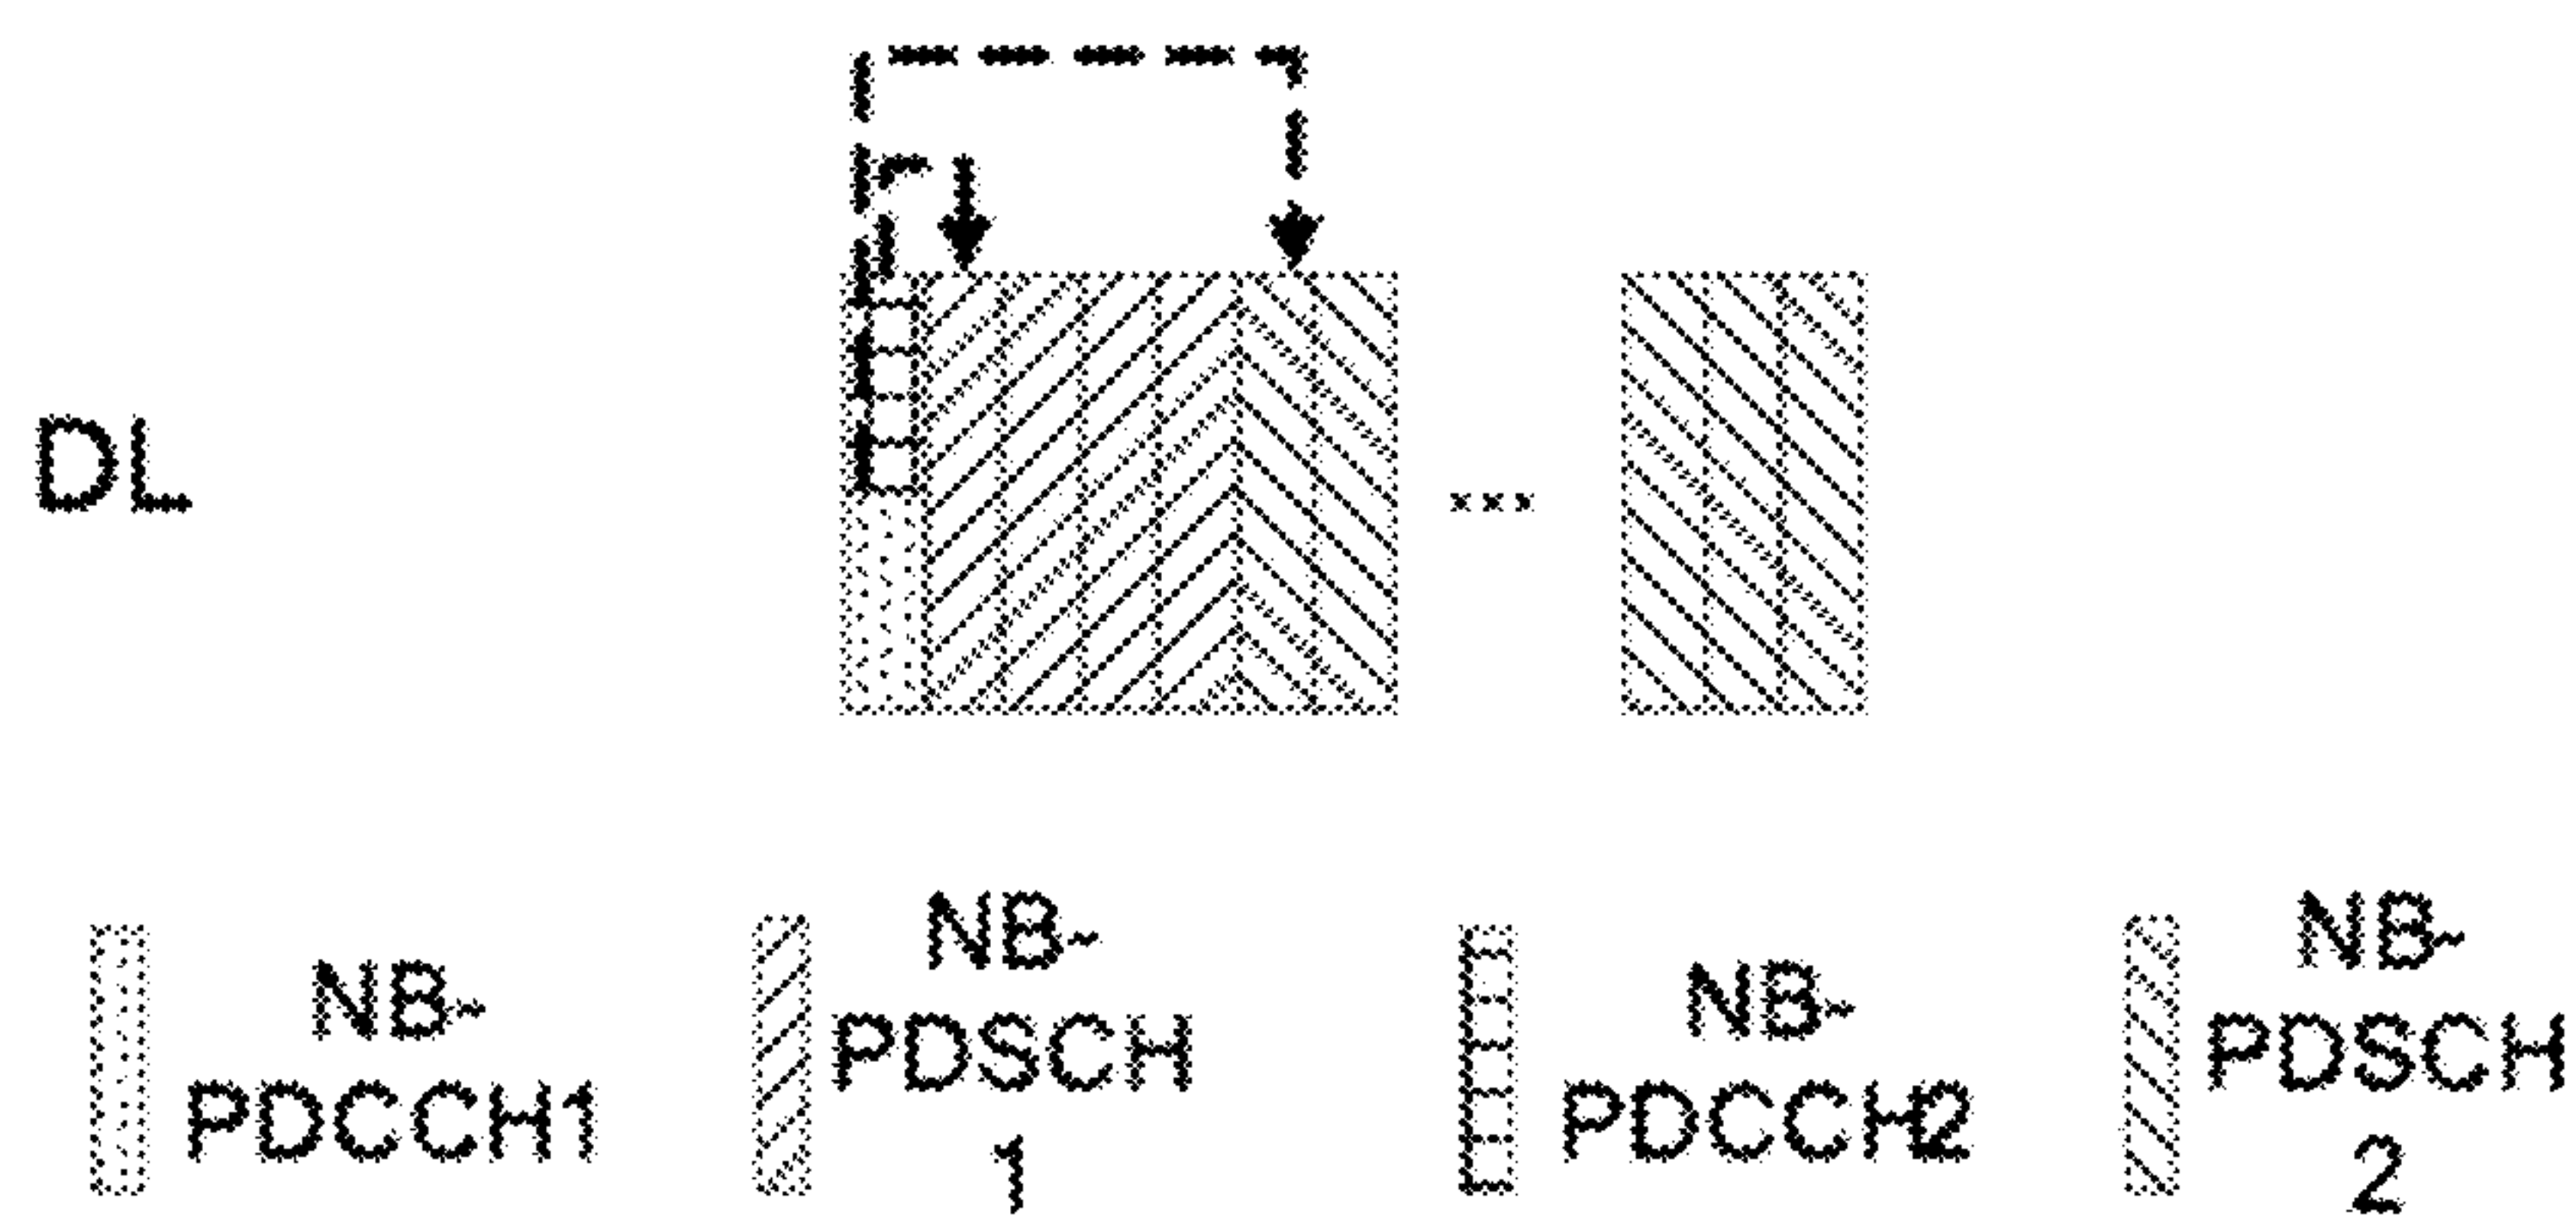 DL
...
NB-
PDCCH1
NB-
PDSCH
1
NB-
PDCCH2
NB-
PDSCH
2